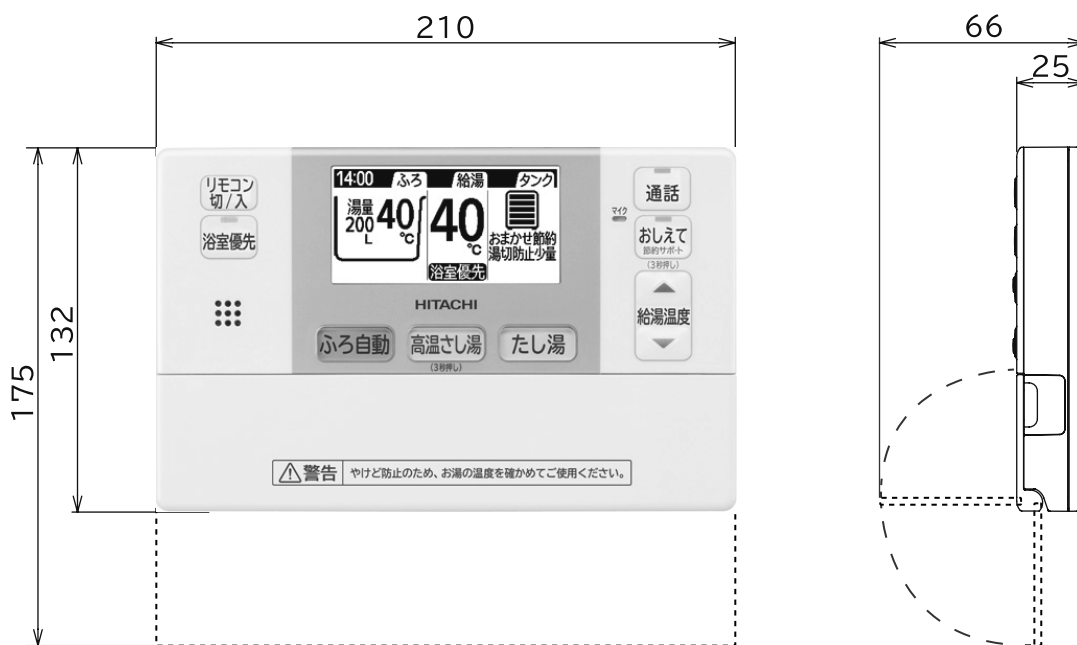 210
66
25
175
132
リモコン
切/入
浴室優先
14:00 ふろ 給湯 タンク
湯量
200
L
40℃
40℃
おまかせ節約
湯切防止少量
浴室優先
HITACHI
ふろ自動
高温さし湯
(3秒押し)
たし湯
通話
マイク
おしえて
節約サポート
(3秒押し)
給湯温度
警告 やけど防止のため、お湯の温度を確かめてご使用ください。